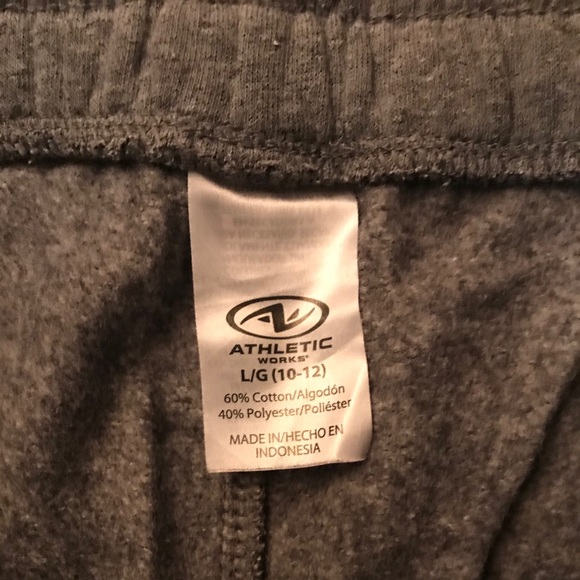 ATHLETIC
WORKS®
L/G (10-12)
60% Cotton/Algodón
40% Polyester/Poliéster
MADE IN/HECHO EN
INDONESIA